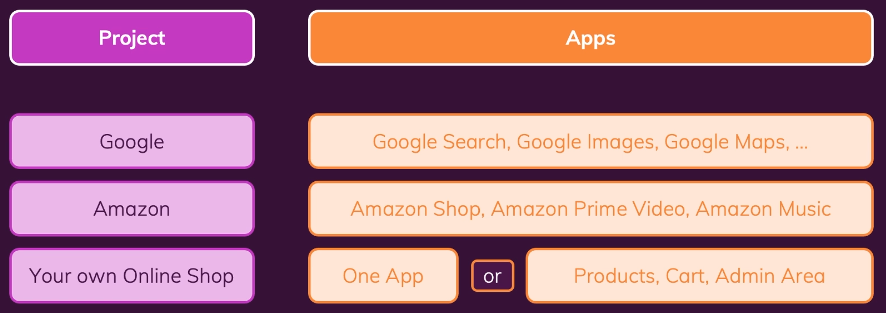 Project
Apps
Google
Google Search, Google Images, Google Maps, ...
Amazon
Amazon Shop, Amazon Prime Video, Amazon Music
Your own Online Shop
One App
or
Products, Cart, Admin Area